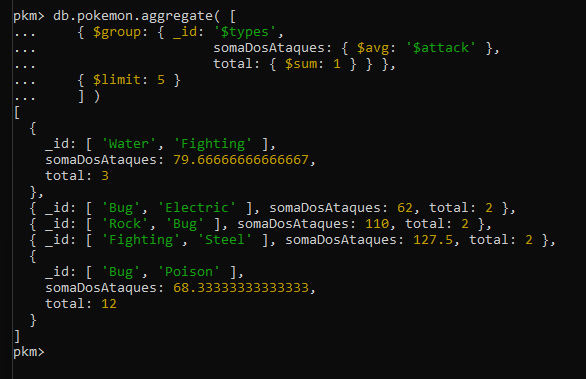 pkm> db.pokemon.aggregate( [
...     { $group: { _id: '$types',
...                 somaDosAtaques: { $avg: '$attack' },
...                 total: { $sum: 1 } } },
...     { $limit: 5 }
...     ] )
[
  {
    _id: [ 'Water', 'Fighting' ],
    somaDosAtaques: 79.66666666666667,
    total: 3
  },
  { _id: [ 'Bug', 'Electric' ], somaDosAtaques: 62, total: 2 },
  { _id: [ 'Rock', 'Bug' ], somaDosAtaques: 110, total: 2 },
  { _id: [ 'Fighting', 'Steel' ], somaDosAtaques: 127.5, total: 2 },
  {
    _id: [ 'Bug', 'Poison' ],
    somaDosAtaques: 68.33333333333333,
    total: 12
  }
]
pkm>